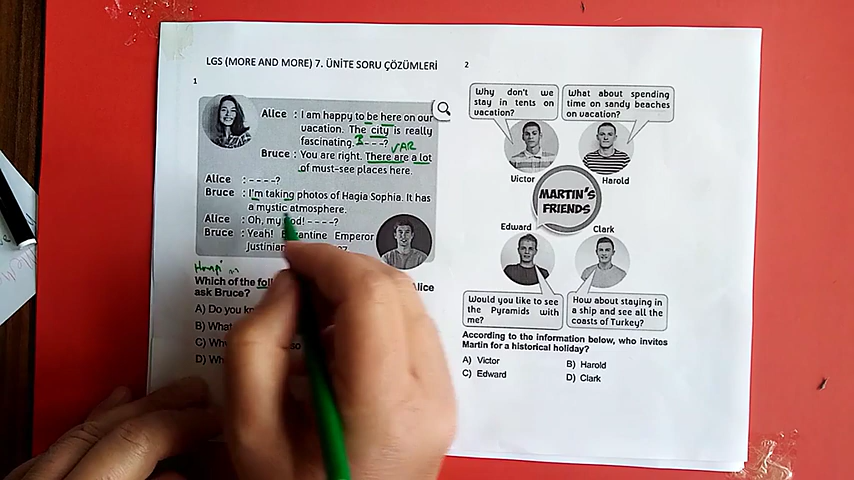 LGS (MORE AND MORE) 7. ÜNİTE SORU ÇÖZÜMLERİ
1
Alice : I am happy to be here on our
vacation. The city is really
fascinating. B - - - -?
VAR
Bruce : You are right. There are a lot
of must-see places here.
Alice : - - - -?
Bruce : I'm taking photos of Hagia Sophia. It has
a mystic atmosphere.
Alice : Oh, my God! - - - -?
Bruce : Yeah! Byzantine Emperor
Justinian
Which of the
Alice
ask Bruce?
A) Do you
B)
C)
D)
2
Why don't we
stay in tents on
vacation?
What about spending
time on sandy beaches
on vacation?
Victor
Harold
MARTIN'S
FRIENDS
Edward
Clark
Would you like to see
the Pyramids with
me?
How about staying in
a ship and see all the
coasts of Turkey?
According to the information below, who invites
Martin for a historical holiday?
A) Victor
B) Harold
C) Edward
D) Clark